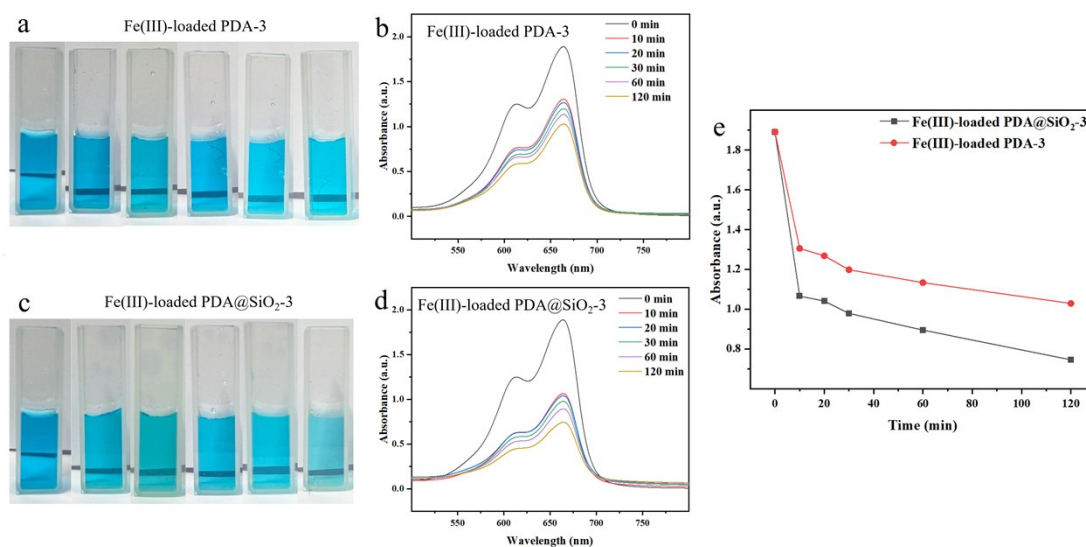 a
Fe(III)-loaded PDA-3
b
Fe(III)-loaded PDA-3
0 min
10 min
20 min
30 min
60 min
120 min
Absorbance (a.u.)
2.0
1.5
1.0
0.5
0.0
550
600
650
700
750
Wavelength (nm)
c
Fe(III)-loaded PDA@SiO₂-3
d
Fe(III)-loaded PDA@SiO₂-3
0 min
10 min
20 min
30 min
60 min
120 min
Absorbance (a.u.)
2.0
1.5
1.0
0.5
0.0
550
600
650
700
750
Wavelength (nm)
e
Fe(III)-loaded PDA@SiO₂-3
Fe(III)-loaded PDA-3
Absorbance (a.u.)
1.8
1.6
1.4
1.2
1.0
0.8
0
20
40
60
80
100
120
Time (min)